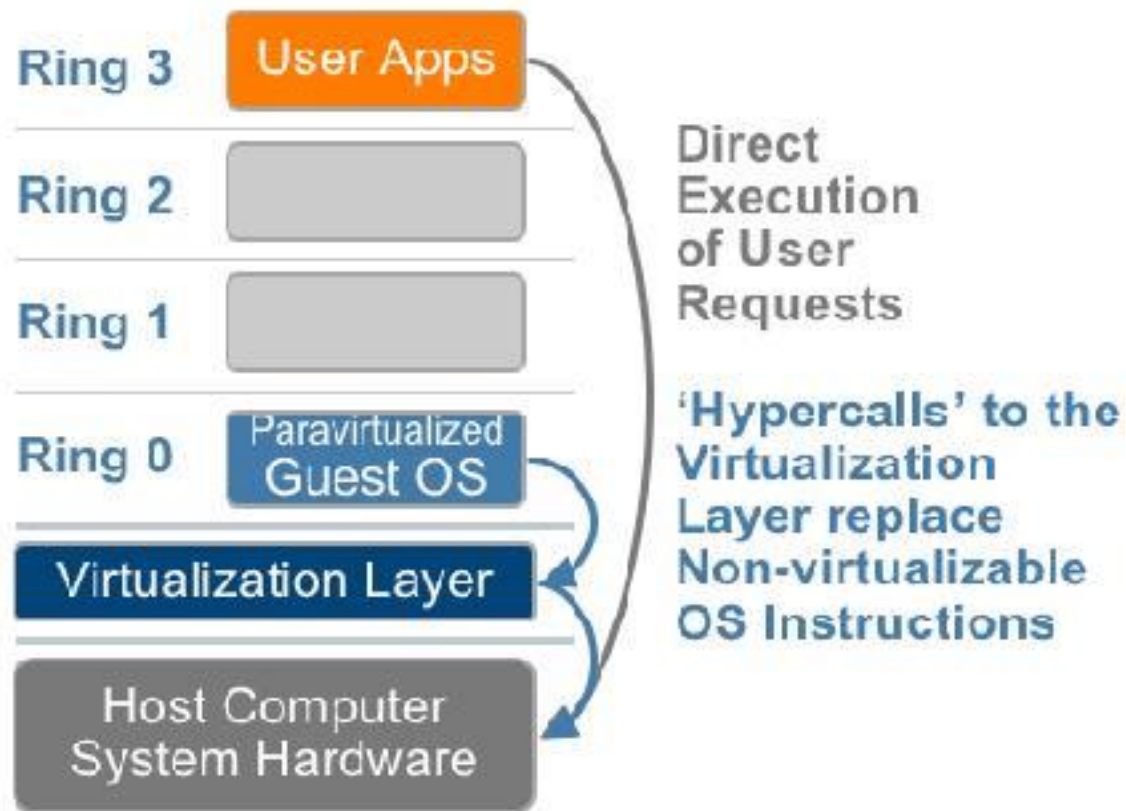 Ring 3
User Apps
Ring 2
Ring 1
Ring 0
Paravirtualized
Guest OS
Virtualization Layer
Host Computer
System Hardware
Direct
Execution
of User
Requests
‘Hypercalls’ to the
Virtualization
Layer replace
Non-virtualizable
OS Instructions